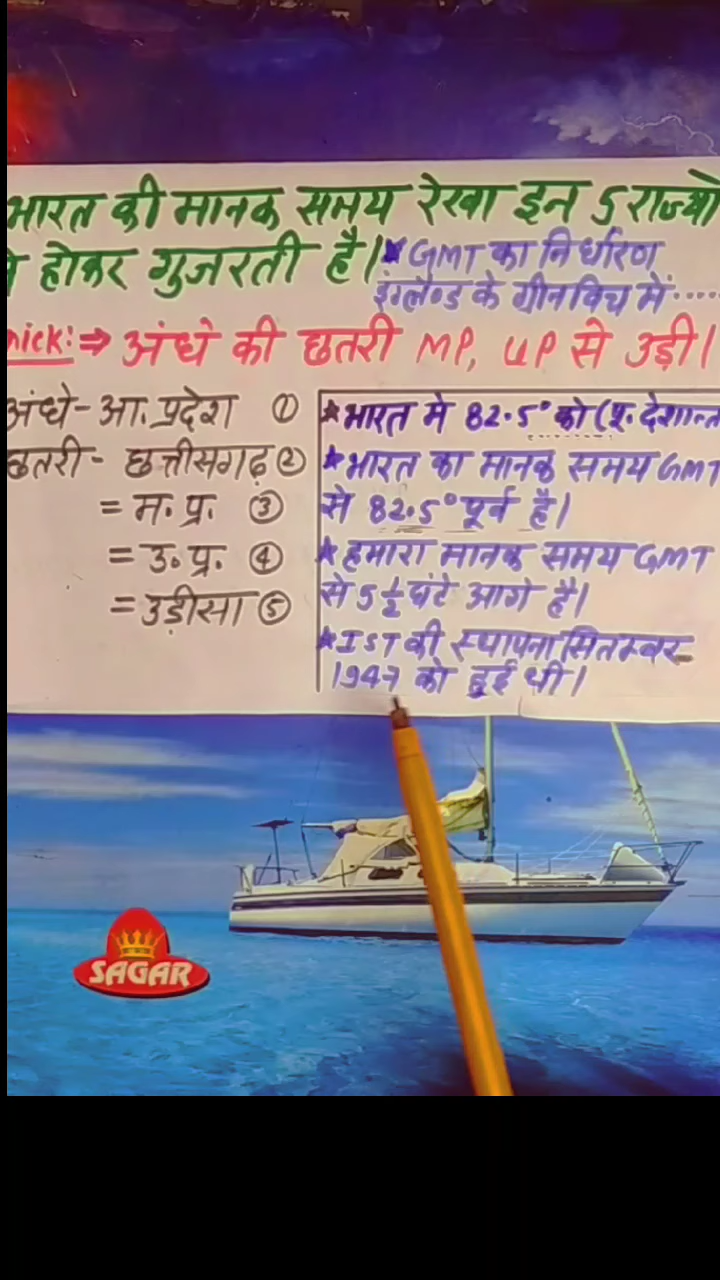 भारत की मानक समय रेखा इन 5 राज्यो
होकर गुजरती है।
* GMT का निर्धारण
इंग्लैण्ड के ग्रीनविच में.....
अंधे की छतरी MP, UP से उड़ी।
अंधे - आ. प्रदेश ①
छतरी - छत्तीसगढ़ ②
= म. प्र. ③
= उ. प्र. ④
= उड़ीसा ⑤
★ भारत मे 82.5° को (पू. देशान्त
★ भारत का मानक समय GMT
से 82.5° पूर्व है।
★ हमारा मानक समय GMT
से 5 ½ घंटे आगे है।
★ IST की स्थापना सितम्बर
1947 को हुई थी।
SAGAR